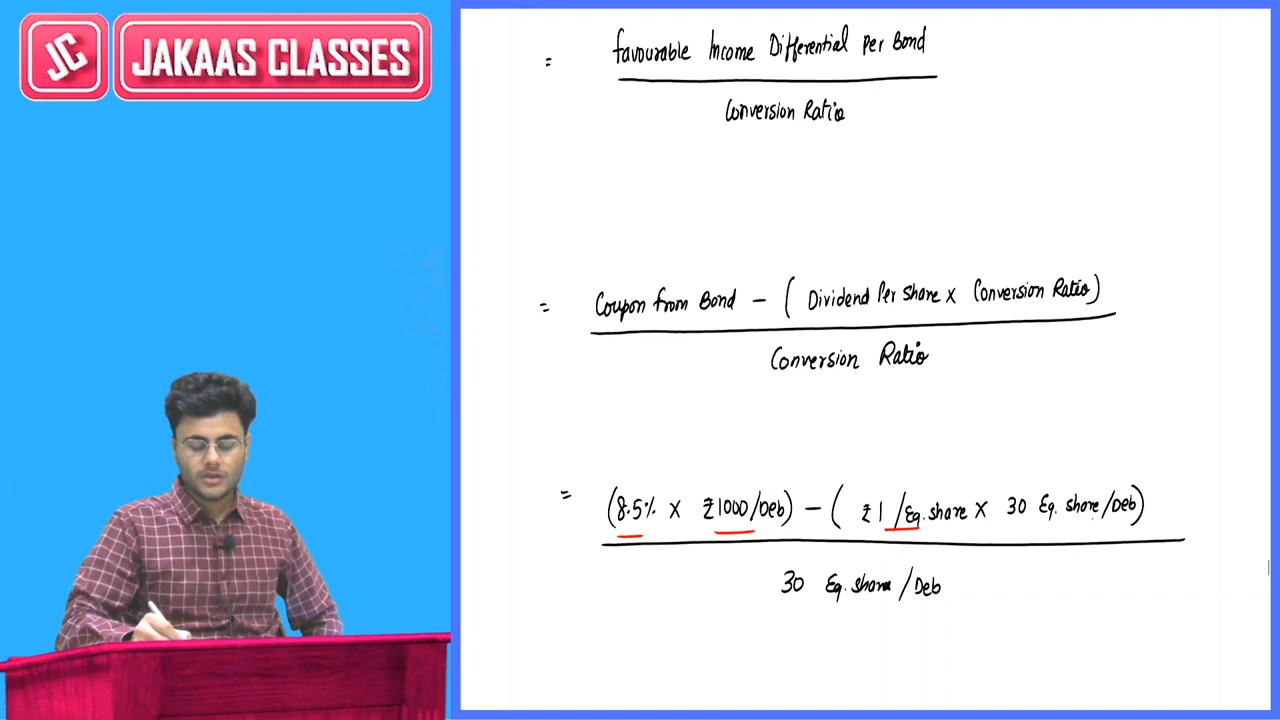 JC
JAKAAS CLASSES
= favourable Income Differential per Bond
Conversion Ratio
= Coupon from Bond - ( Dividend Per share x Conversion Ratio)
Conversion Ratio
= (8.5% x ₹1000/Deb) - ( ₹1/Eq.share x 30 Eq. share/Deb)
30 Eq. share/Deb